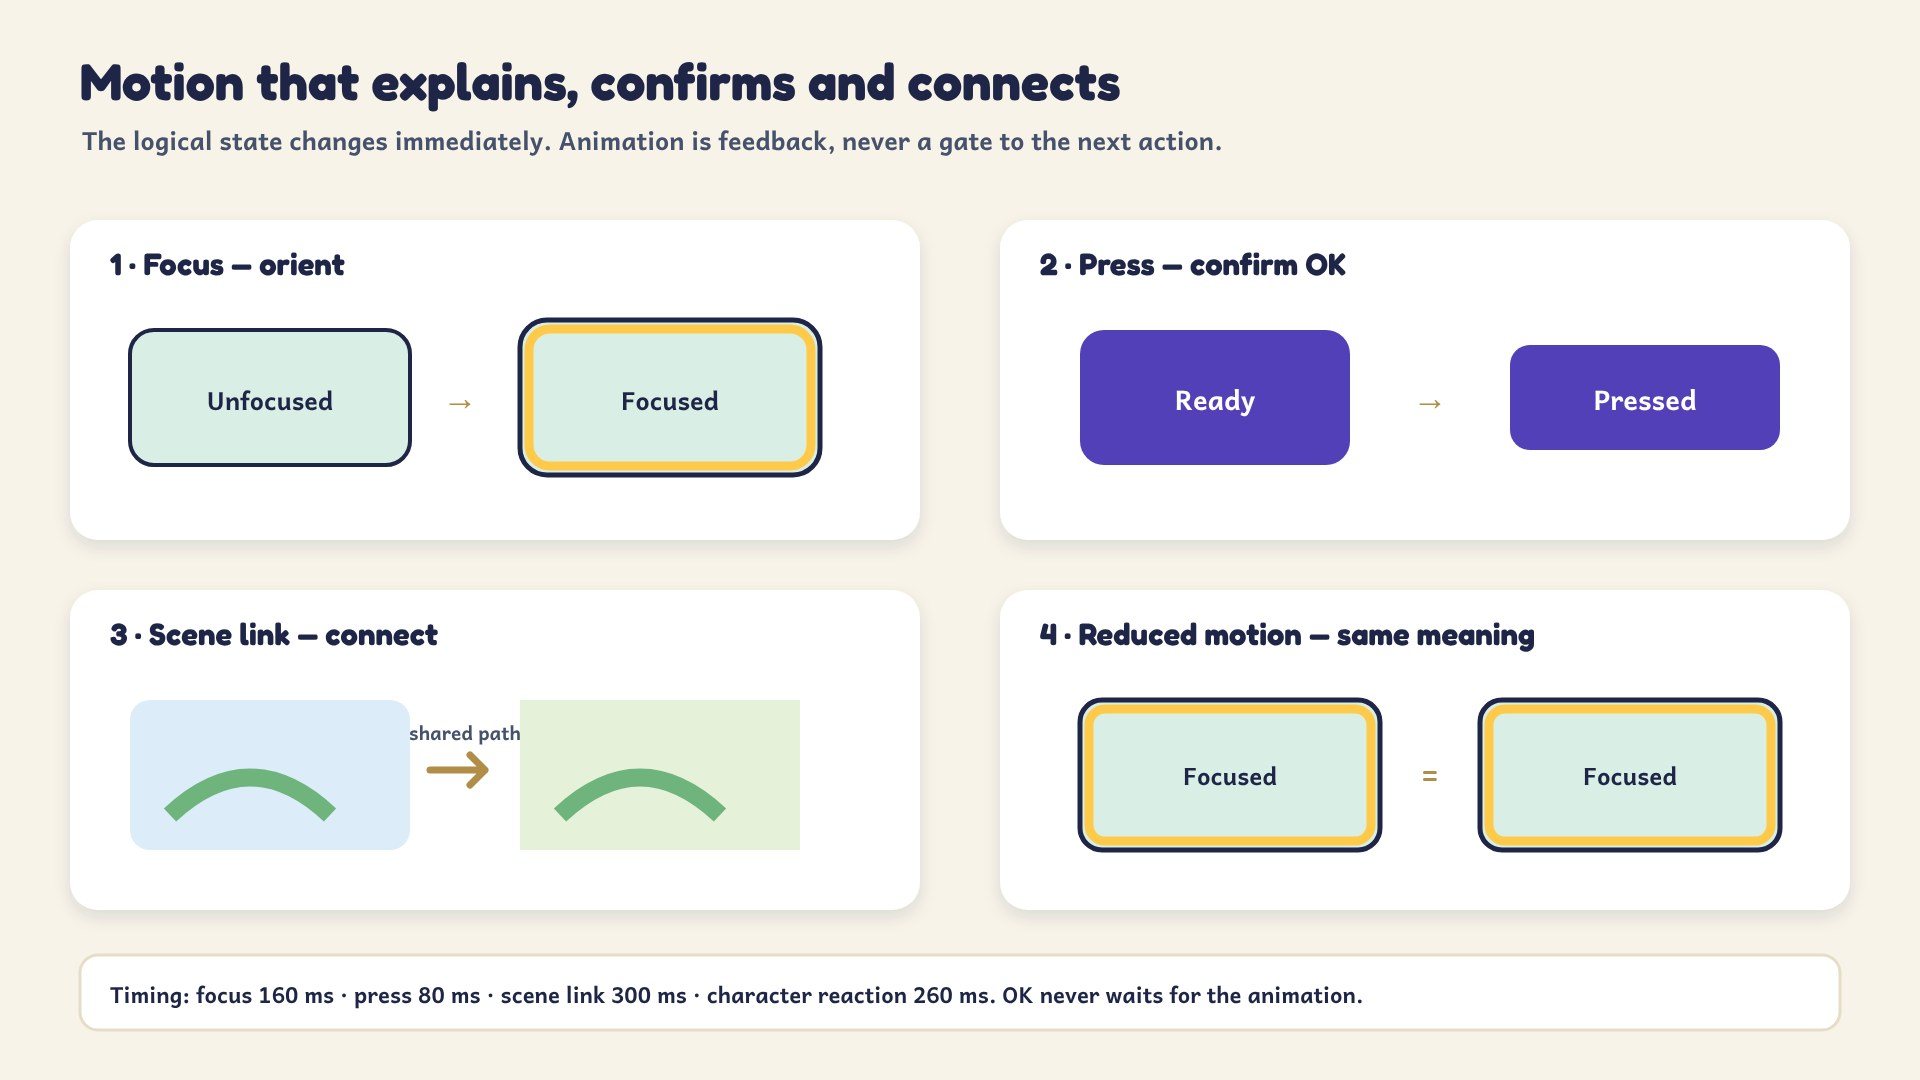 Motion that explains, confirms and connects
The logical state changes immediately. Animation is feedback, never a gate to the next action.
1 · Focus — orient
Unfocused
→
Focused
2 · Press — confirm OK
Ready
→
Pressed
3 · Scene link — connect
shared path
4 · Reduced motion — same meaning
Focused
=
Focused
Timing: focus 160 ms · press 80 ms · scene link 300 ms · character reaction 260 ms. OK never waits for the animation.